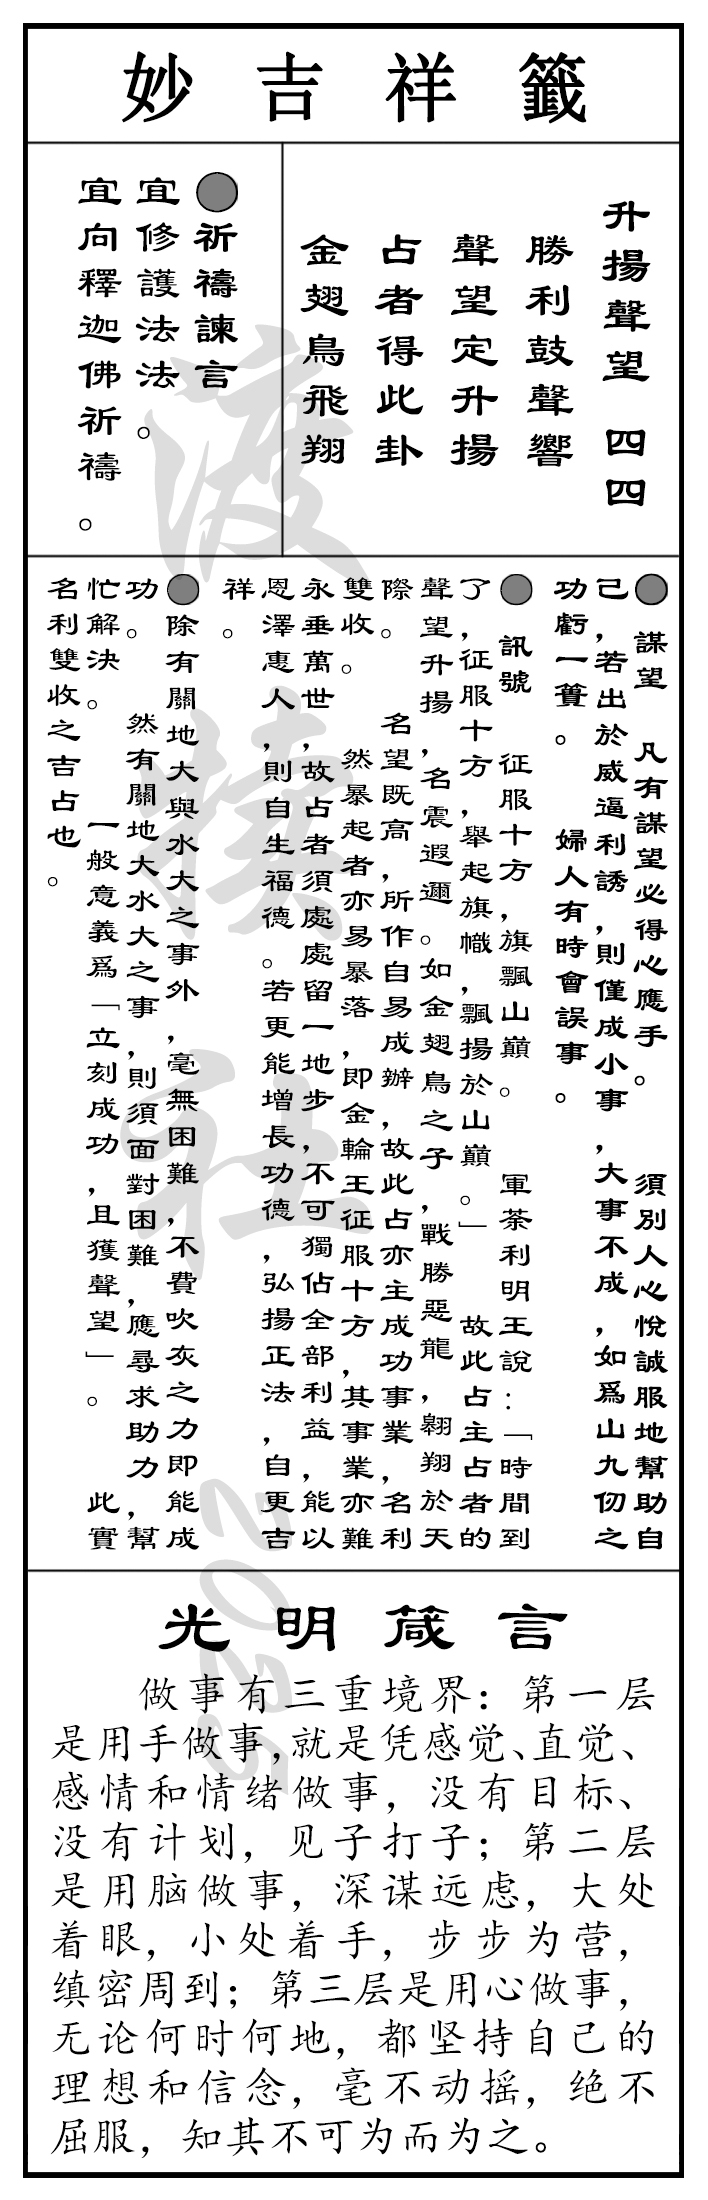 妙吉祥籤
升揚聲望 四四
勝利鼓聲響
聲望定升揚
占者得此卦
金翅鳥飛翔
●祈禱諫言
宜修護法法。
宜向釋迦佛祈禱。
● 謀望 凡有謀望必得心應手。 須別人心悅誠服地幫助自
己，若出於威逼利誘，則僅成小事，大事不成，如爲山九仞之
功虧一簣。 婦人有時會誤事。
● 訊號 征服十方，旗飄山巔。 軍荼利明王說：「時間到
了，征服十方，舉起旗幟，飄揚於山巔。」 故此占主占者的
聲望升揚，名震遐邇。如金翅鳥之子，戰勝惡龍，翱翔於天
際。 名望既高，所作自易成辦，故此占亦主成功事業，名利
雙收。 然暴起者亦易暴落，即金輪王征服十方，其事業亦難
永垂萬世，故占者須處處留一地步，不可獨佔全部利益，能以
恩澤惠人，則自生福德。若更能增長功德，弘揚正法，自更吉
祥。
●除有關地大與水大之事外，毫無困難，不費吹灰之力即能成
功。 然有關地大水大之事，則須面對困難，應尋求助力，幫
忙解決。 一般意義爲「立刻成功，且獲聲望」。 此實
名利雙收之吉占也。
光明箴言
做事有三重境界：第一层
是用手做事，就是凭感觉、直觉、
感情和情绪做事，没有目标、
没有计划，见子打子；第二层
是用脑做事，深谋远虑，大处
着眼，小处着手，步步为营，
缜密周到；第三层是用心做事，
无论何时何地，都坚持自己的
理想和信念，毫不动摇，绝不
屈服，知其不可为而为之。
渡犊社 2025